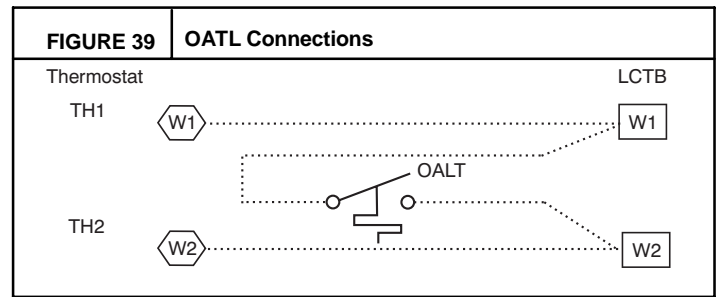 FIGURE 39 OATL Connections
Thermostat LCTB
TH1
W1 W1
OALT
TH2
W2 W2